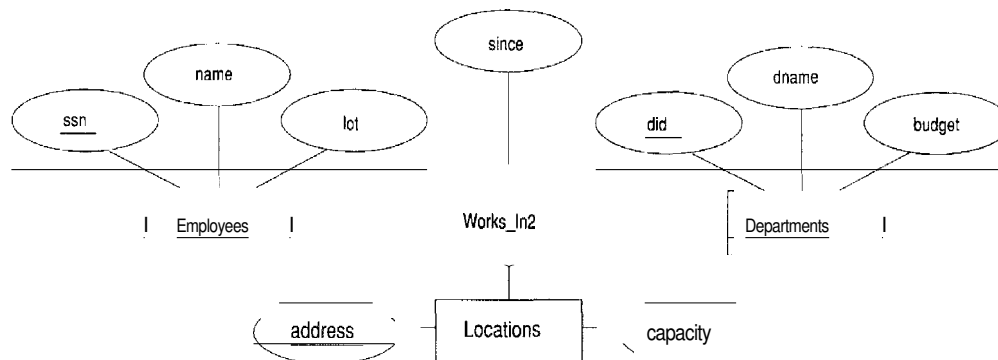 since
name
dname
ssn
lot
did
budget
Employees
Works_In2
Departments
address
Locations
capacity